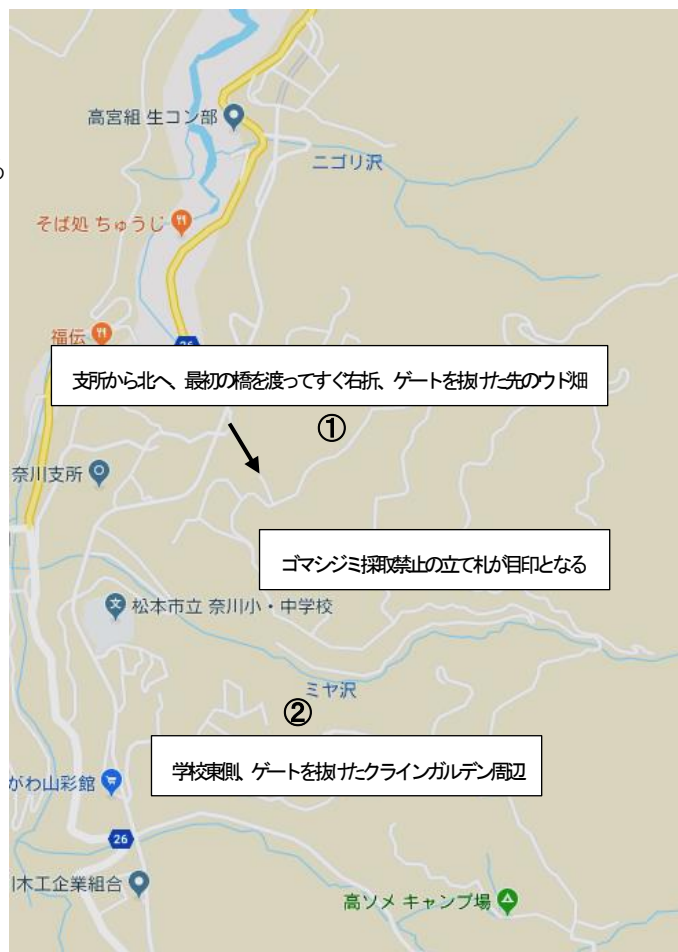 高宮組 生コン部
ニゴリ沢
そば処 ちゅうじ
福伝
26
支所から北へ、最初の橋を渡ってすぐ右折、ゲートを抜けた先のウド畑
①
奈川支所
ゴマシジミ採取禁止の立て札が目印となる
文
松本市立 奈川小・中学校
ミヤ沢
②
学校東側、ゲートを抜けたクラインガルデン周辺
がわ山彩館
26
木工企業組合
高ソメ キャンプ場